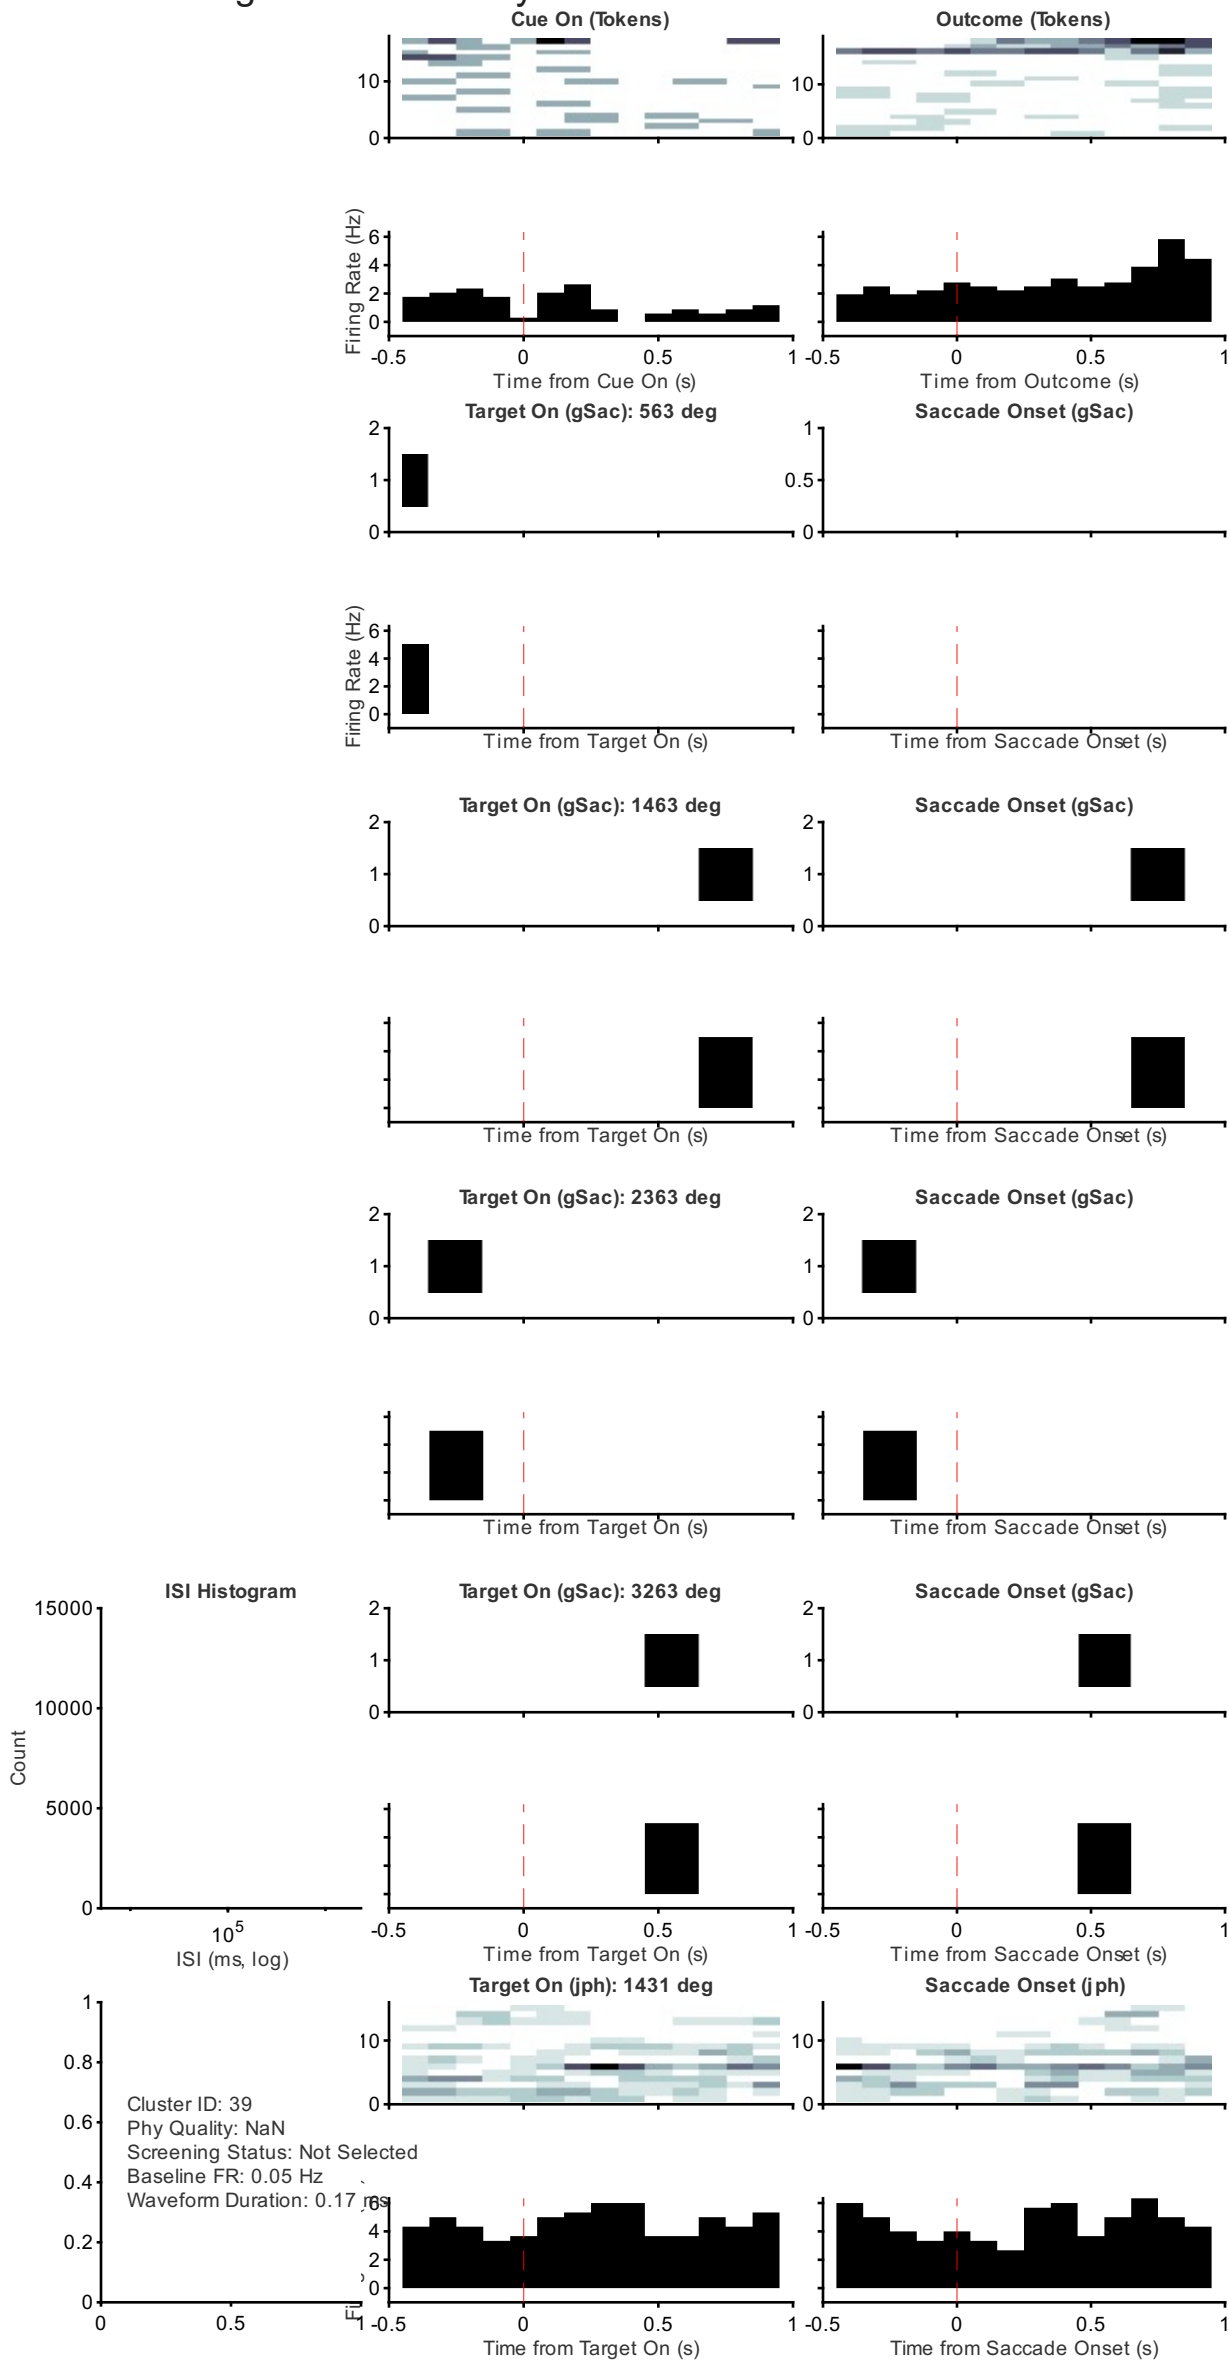 Cue On (Tokens)
Outcome (Tokens)
10
0
10
0
Firing Rate (Hz)
6
4
2
0
-0.5
0
0.5
1
-0.5
0
0.5
1
Time from Cue On (s)
Time from Outcome (s)
Target On (gSac): 563 deg
Saccade Onset (gSac)
2
1
0
1
0.5
0
Firing Rate (Hz)
6
4
2
0
Time from Target On (s)
Time from Saccade Onset (s)
Target On (gSac): 1463 deg
Saccade Onset (gSac)
2
1
0
2
1
0
Time from Target On (s)
Time from Saccade Onset (s)
Target On (gSac): 2363 deg
Saccade Onset (gSac)
2
1
0
2
1
0
Time from Target On (s)
Time from Saccade Onset (s)
ISI Histogram
Target On (gSac): 3263 deg
Saccade Onset (gSac)
15000
10000
5000
0
Count
10^5
ISI (ms, log)
2
1
0
2
1
0
-0.5
0
0.5
1
-0.5
0
0.5
1
Time from Target On (s)
Time from Saccade Onset (s)
Target On (jph): 1431 deg
Saccade Onset (jph)
1
0.8
0.6
0.4
0.2
0
0
0.5
1
Cluster ID: 39
Phy Quality: NaN
Screening Status: Not Selected
Baseline FR: 0.05 Hz
Waveform Duration: 0.17 ms
10
0
6
4
2
0
-0.5
0
0.5
1
-0.5
0
0.5
1
Time from Target On (s)
Time from Saccade Onset (s)